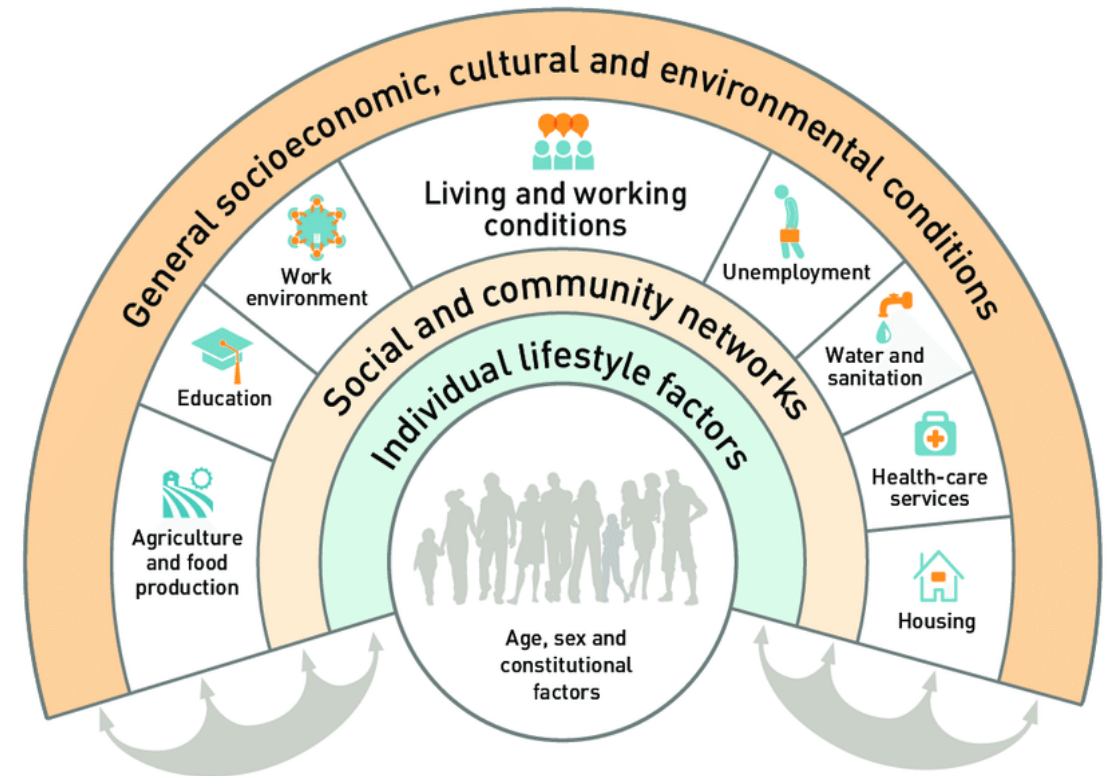 General socioeconomic, cultural and environmental conditions
Living and working
conditions
Work
environment
Education
Agriculture
and food
production
Unemployment
Water and
sanitation
Health-care
services
Housing
Social and community networks
Individual lifestyle factors
Age, sex and
constitutional
factors